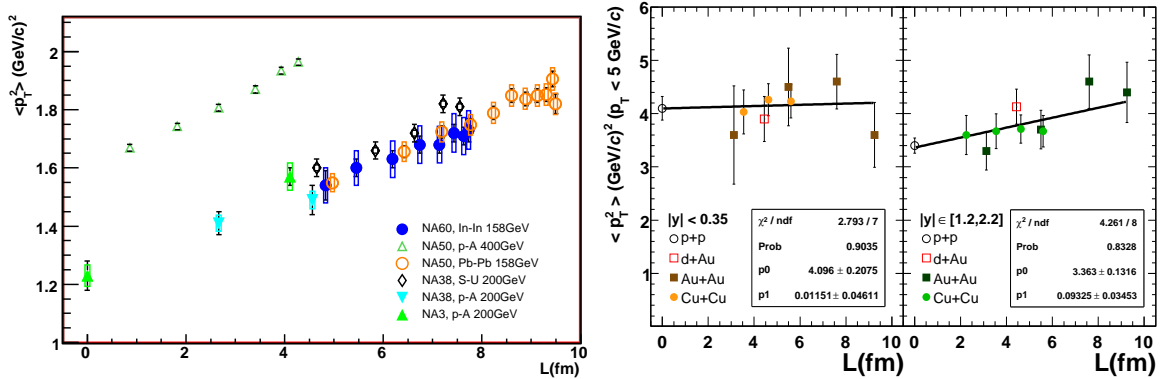 <p_T^2> (GeV/c)^2
2
1.8
1.6
1.4
1.2
1
0 2 4 6 8 10
L(fm)
NA60, In-In 158GeV
NA50, p-A 400GeV
NA50, Pb-Pb 158GeV
NA38, S-U 200GeV
NA38, p-A 200GeV
NA3, p-A 200GeV
< p_T^2 > (GeV/c)^2 (p_T < 5 GeV/c)
6
5
4
3
2
1
0
|y| < 0.35
p+p
d+Au
Au+Au
Cu+Cu
χ² / ndf 2.793 / 7
Prob 0.9035
p0 4.096 ± 0.2075
p1 0.01151 ± 0.04611
0 2 4 6 8
L(fm)
|y|∈ [1.2,2.2]
p+p
d+Au
Au+Au
Cu+Cu
χ² / ndf 4.261 / 8
Prob 0.8328
p0 3.363 ± 0.1316
p1 0.09325 ± 0.03453
0 2 4 6 8 10
L(fm)